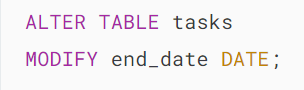 ALTER TABLE tasks
MODIFY end_date DATE;